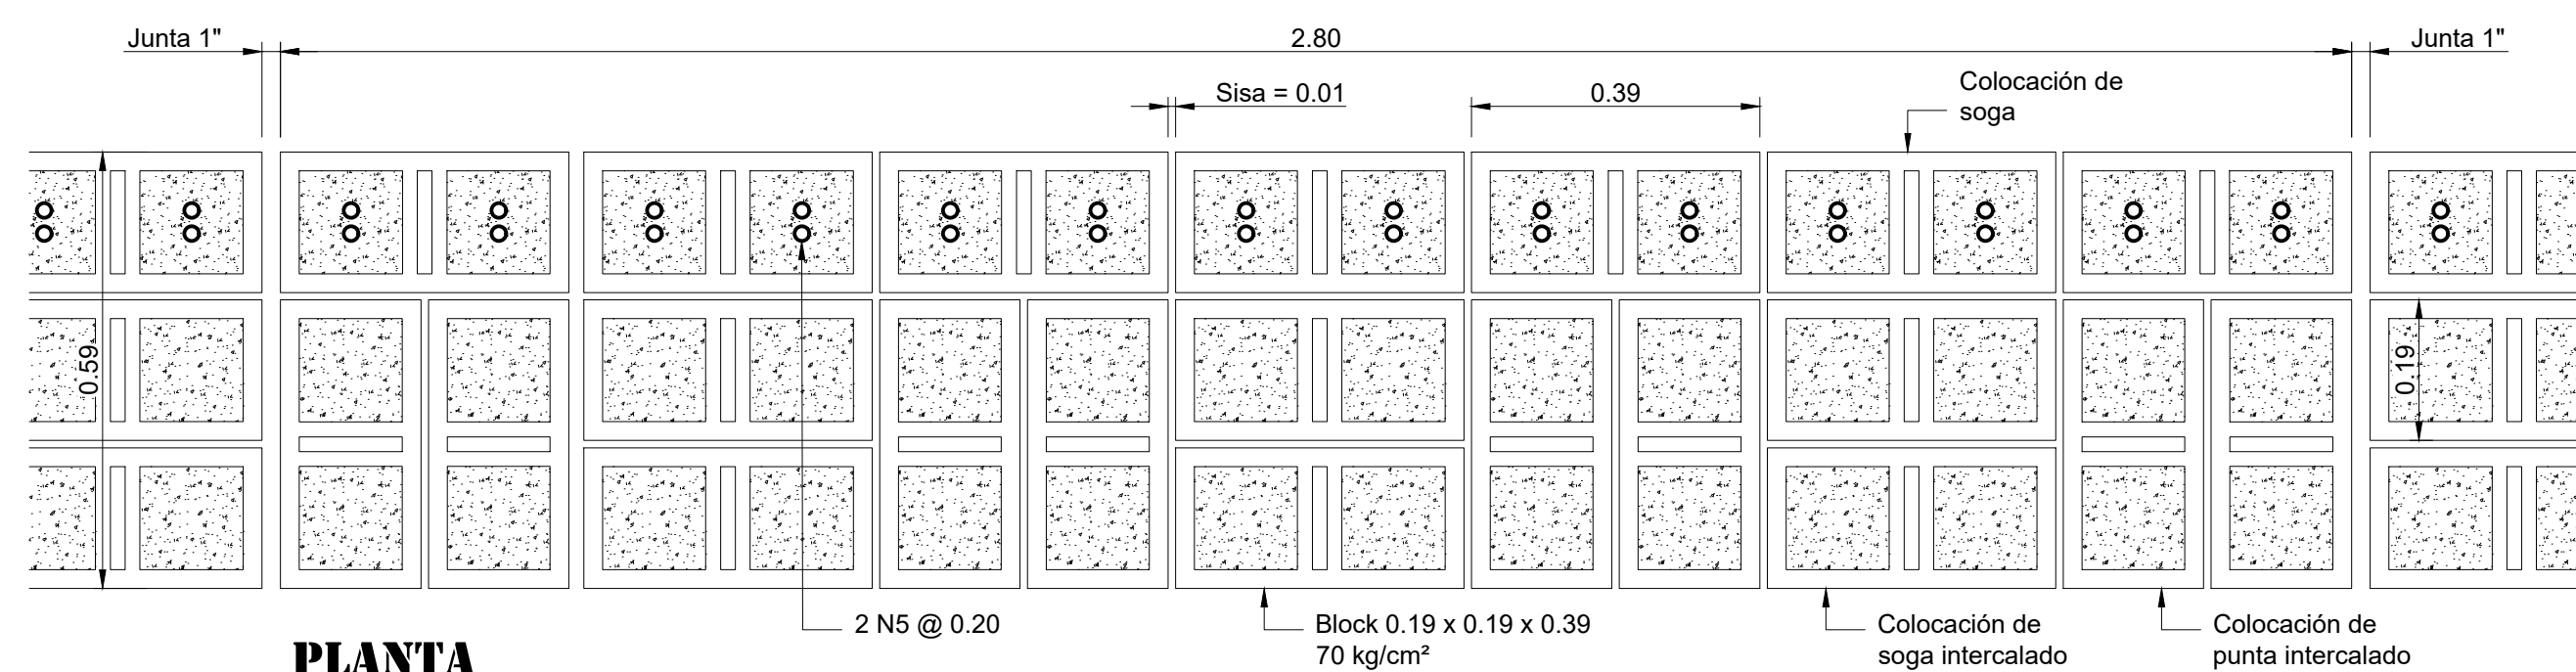 Junta 1"
2.80
Junta 1"
Sisa = 0.01
0.39
Colocación de
soga
0.59
0.19
2 N5 @ 0.20
Block 0.19 x 0.19 x 0.39
70 kg/cm²
Colocación de
soga intercalado
Colocación de
punta intercalado
PLANTA